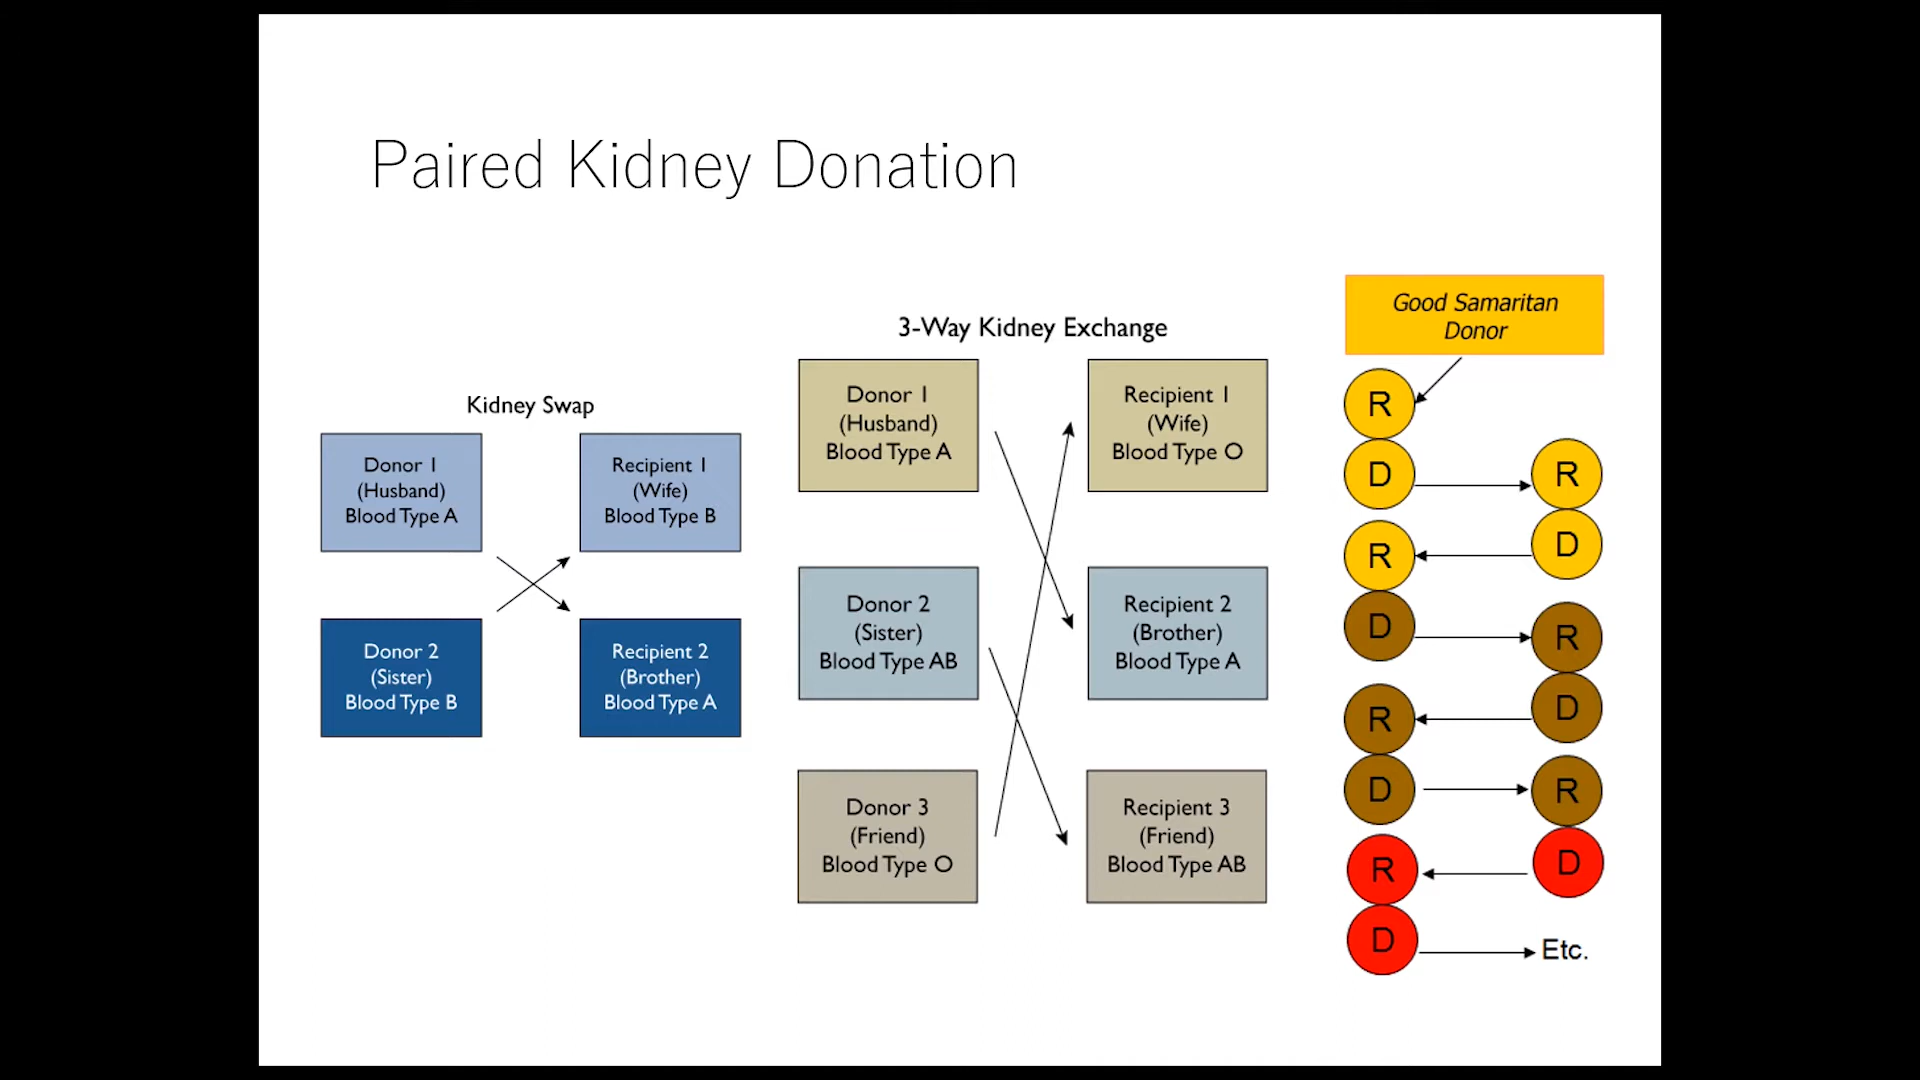 Paired Kidney Donation
Kidney Swap
Donor 1
(Husband)
Blood Type A
Recipient 1
(Wife)
Blood Type B
Donor 2
(Sister)
Blood Type B
Recipient 2
(Brother)
Blood Type A
3-Way Kidney Exchange
Donor 1
(Husband)
Blood Type A
Recipient 1
(Wife)
Blood Type O
Donor 2
(Sister)
Blood Type AB
Recipient 2
(Brother)
Blood Type A
Donor 3
(Friend)
Blood Type O
Recipient 3
(Friend)
Blood Type AB
Good Samaritan
Donor
R
D
R
R
D
D
R
R
D
D
R
R
D
D
Etc.